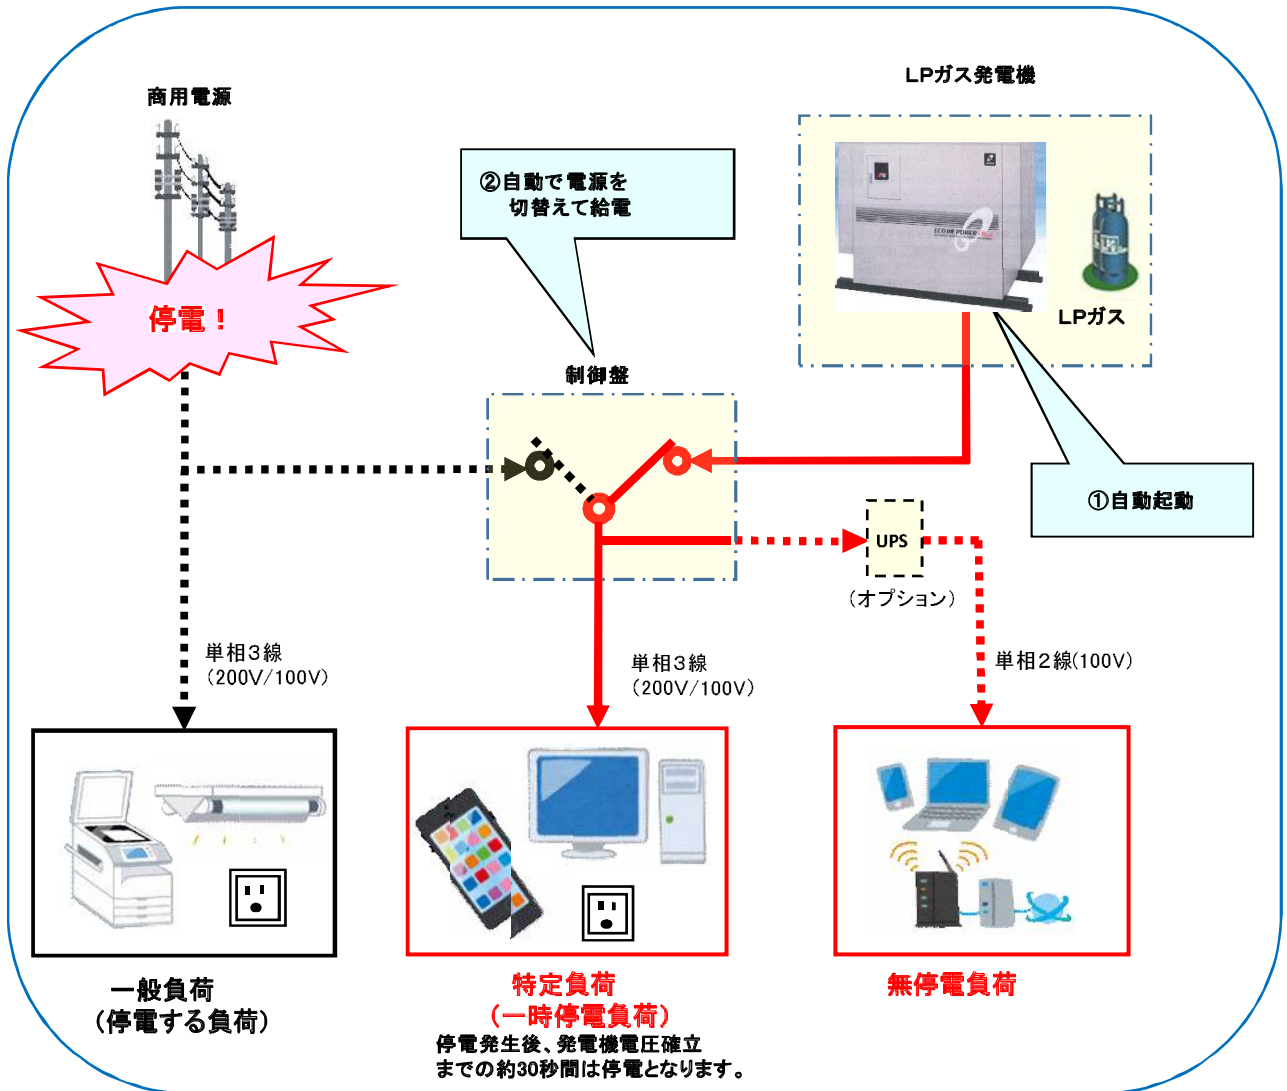 LPガス発電機
商用電源
②自動で電源を
切替えて給電
停電！
LPガス
制御盤
①自動起動
UPS
（オプション）
単相3線
（200V/100V）
単相3線
（200V/100V）
単相2線(100V)
一般負荷
（停電する負荷）
特定負荷
（一時停電負荷）
停電発生後、発電機電圧確立
までの約30秒間は停電となります。
無停電負荷